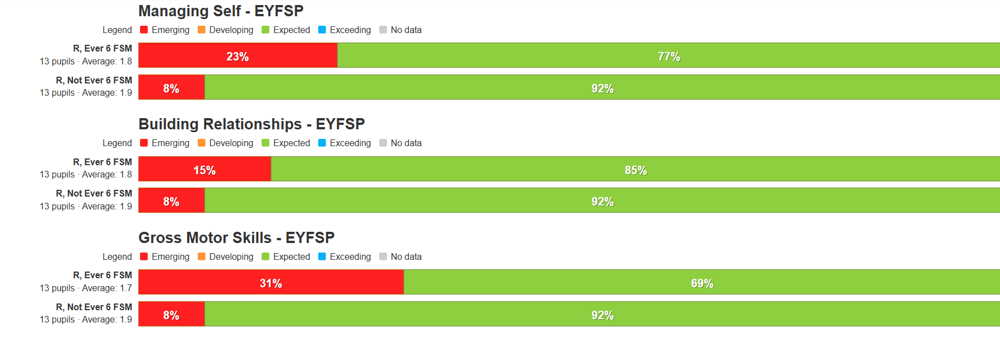 Managing Self - EYFSP
Legend Emerging Developing Expected Exceeding No data
R, Ever 6 FSM
13 pupils · Average: 1.8
23% 77%
R, Not Ever 6 FSM
13 pupils · Average: 1.9
8% 92%
Building Relationships - EYFSP
Legend Emerging Developing Expected Exceeding No data
R, Ever 6 FSM
13 pupils · Average: 1.8
15% 85%
R, Not Ever 6 FSM
13 pupils · Average: 1.9
8% 92%
Gross Motor Skills - EYFSP
Legend Emerging Developing Expected Exceeding No data
R, Ever 6 FSM
13 pupils · Average: 1.7
31% 69%
R, Not Ever 6 FSM
13 pupils · Average: 1.9
8% 92%